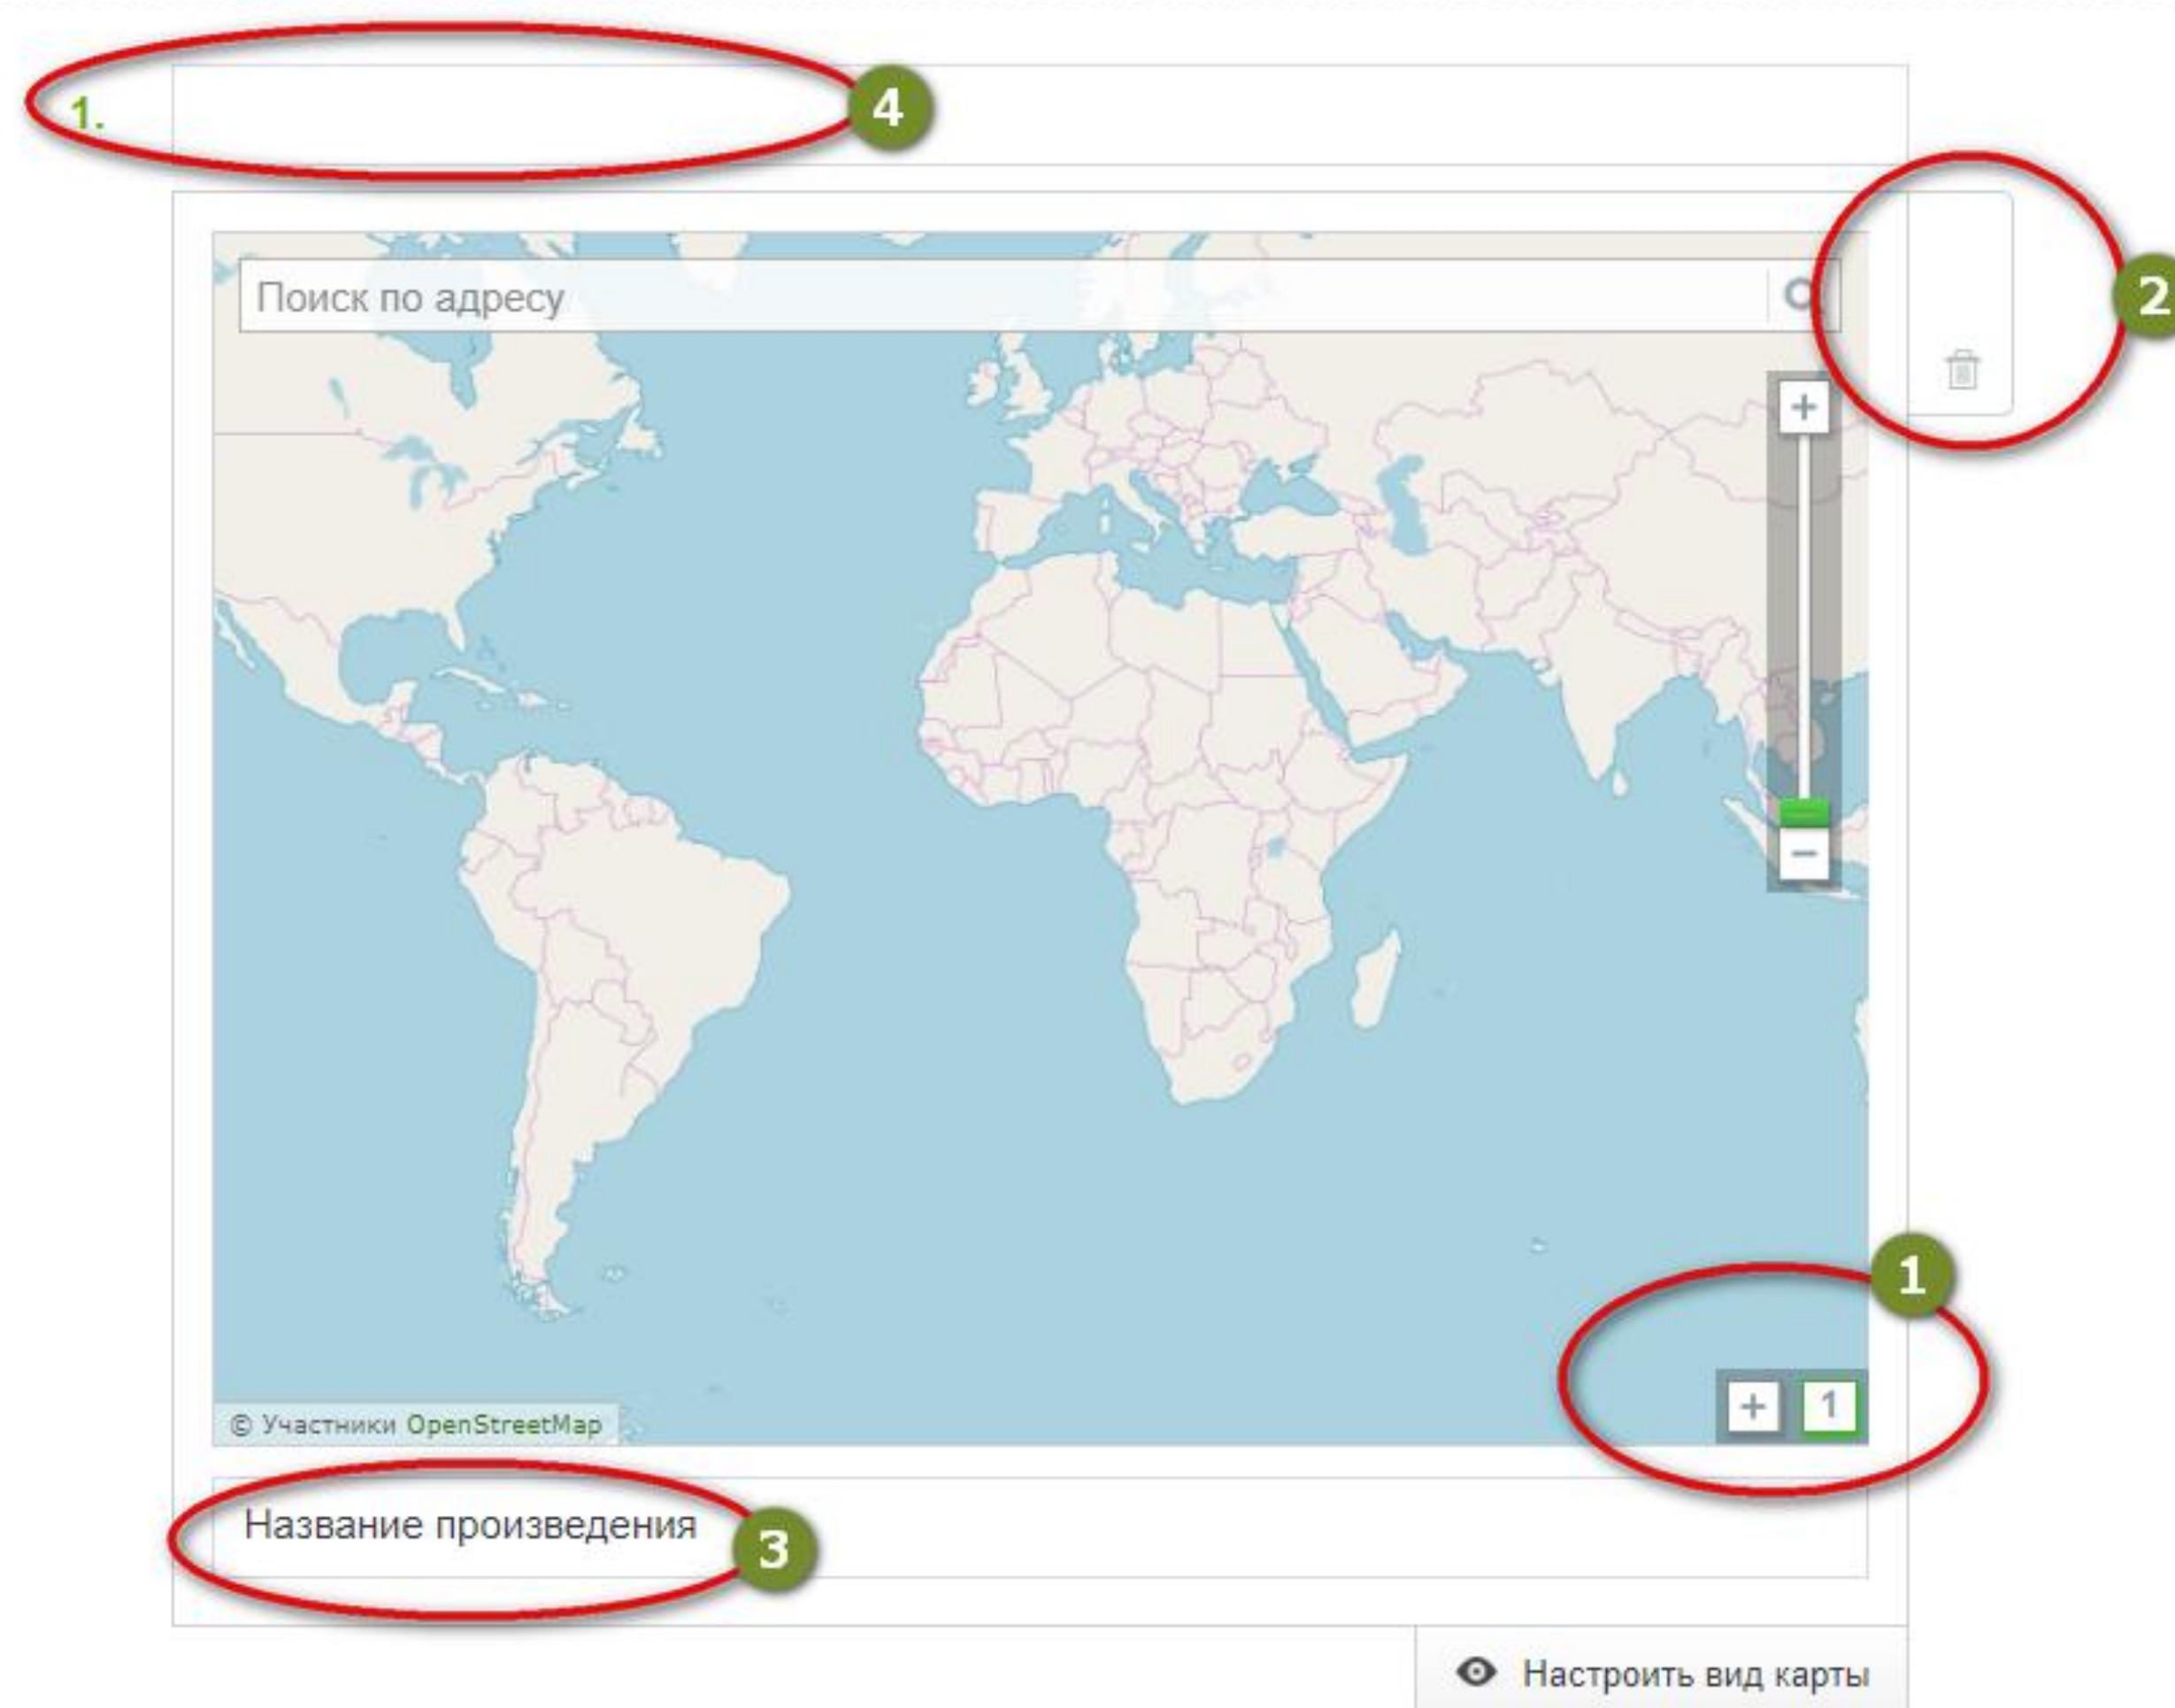 1.
4
Поиск по адресу
2
+
−
1
+ 1
© Участники OpenStreetMap
Название произведения
3
Настроить вид карты